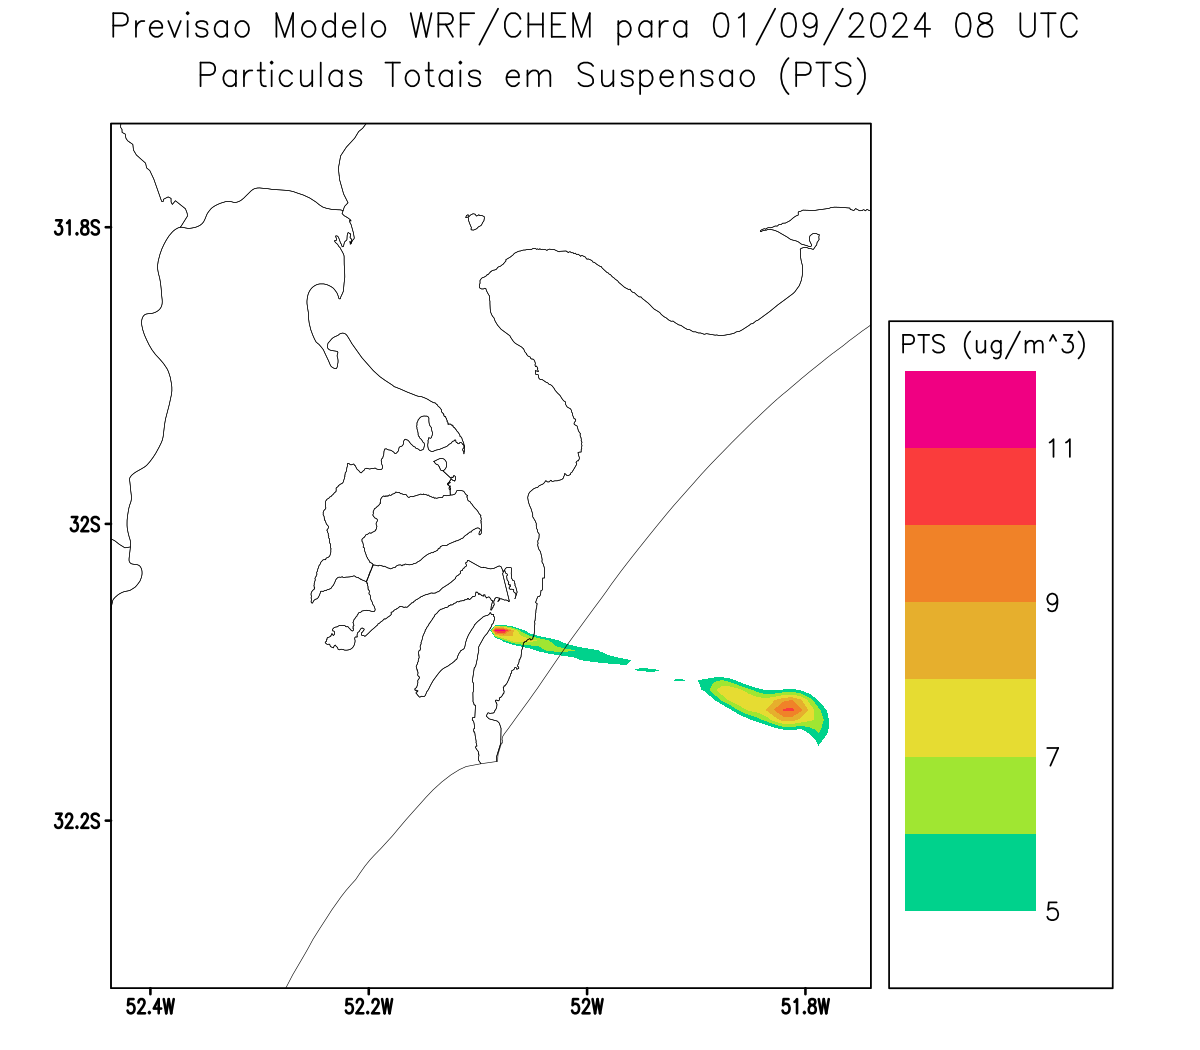 Previsao Modelo WRF/CHEM para 01/09/2024 08 UTC
Particulas Totais em Suspensao (PTS)
31.8S
32S
32.2S
52.4W
52.2W
52W
51.8W
PTS (ug/m^3)
11
9
7
5